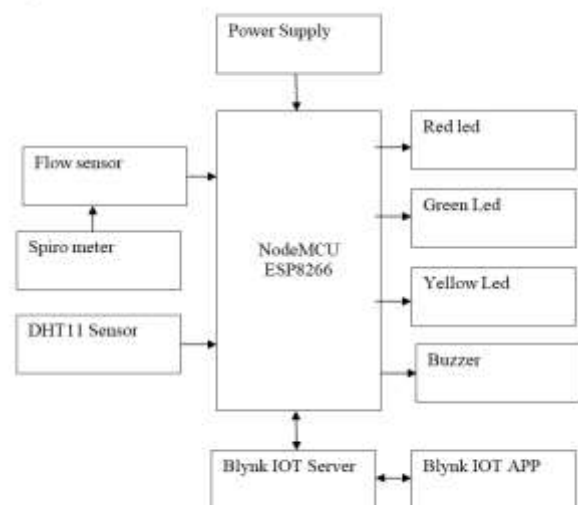 Power Supply
Red led
Flow sensor
Green Led
Spiro meter
NodeMCU
ESP8266
Yellow Led
DHT11 Sensor
Buzzer
Blynk IOT Server
Blynk IOT APP